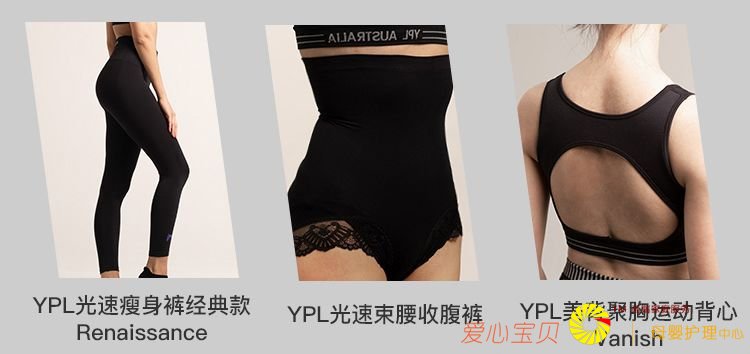 YPL AUSTRALIA
YPL光速瘦身裤经典款
Renaissance
YPL光速束腰收腹裤
YPL美背聚胸运动背心
Vanish
爱心宝贝
母婴护理中心